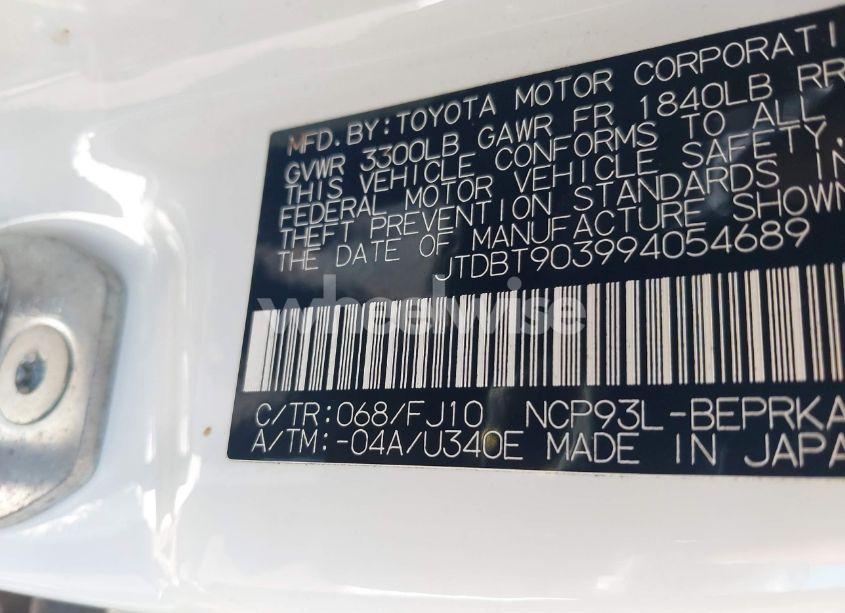 MFD. BY: TOYOTA MOTOR CORPORATI
GVWR 3300LB GAWR FR 1840LB RR
THIS VEHICLE CONFORMS TO ALL
FEDERAL MOTOR VEHICLE SAFETY,
THEFT PREVENTION STANDARDS IN
THE DATE OF MANUFACTURE SHOWN
JTDBT903994054689
wheelwise
C/TR:068/FJ10 NCP93L-BEPRKA
A/TM:-04A/U340E MADE IN JAPA